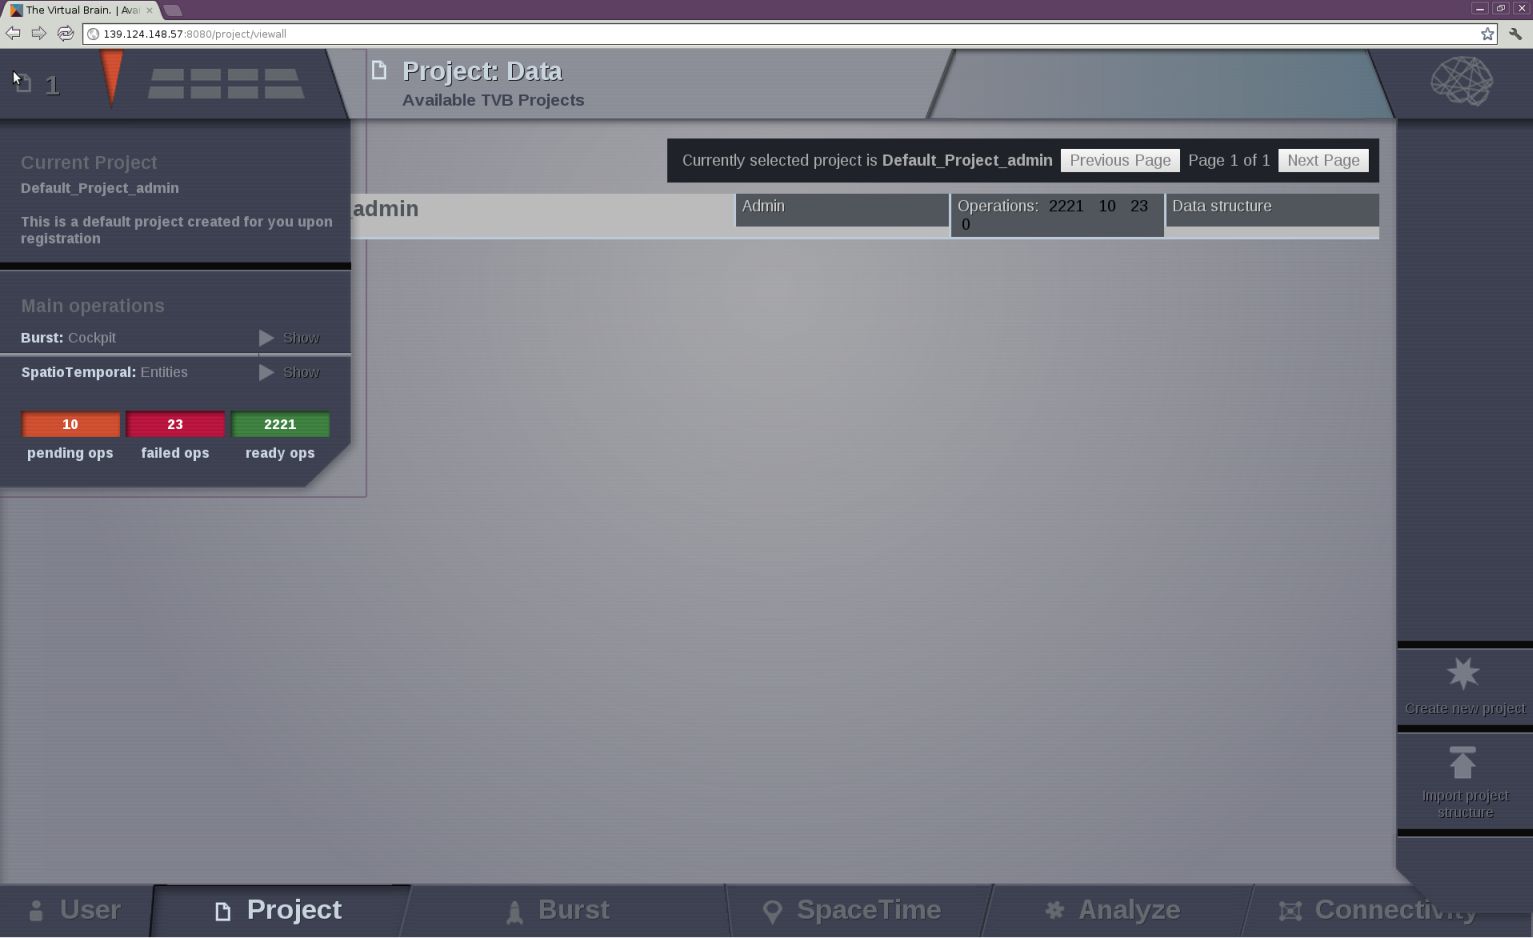 The Virtual Brain. | Ava
139.124.148.57:8080/project/viewall
1
Project: Data
Available TVB Projects
Current Project
Default_Project_admin
This is a default project created for you upon
registration
Currently selected project is Default_Project_admin Previous Page Page 1 of 1 Next Page
_admin
Admin
Operations: 2221 10 23
0
Data structure
Main operations
Burst: Cockpit Show
SpatioTemporal: Entities Show
10 23 2221
pending ops failed ops ready ops
Create new project
Import project
structure
User Project Burst SpaceTime Analyze Connectivity